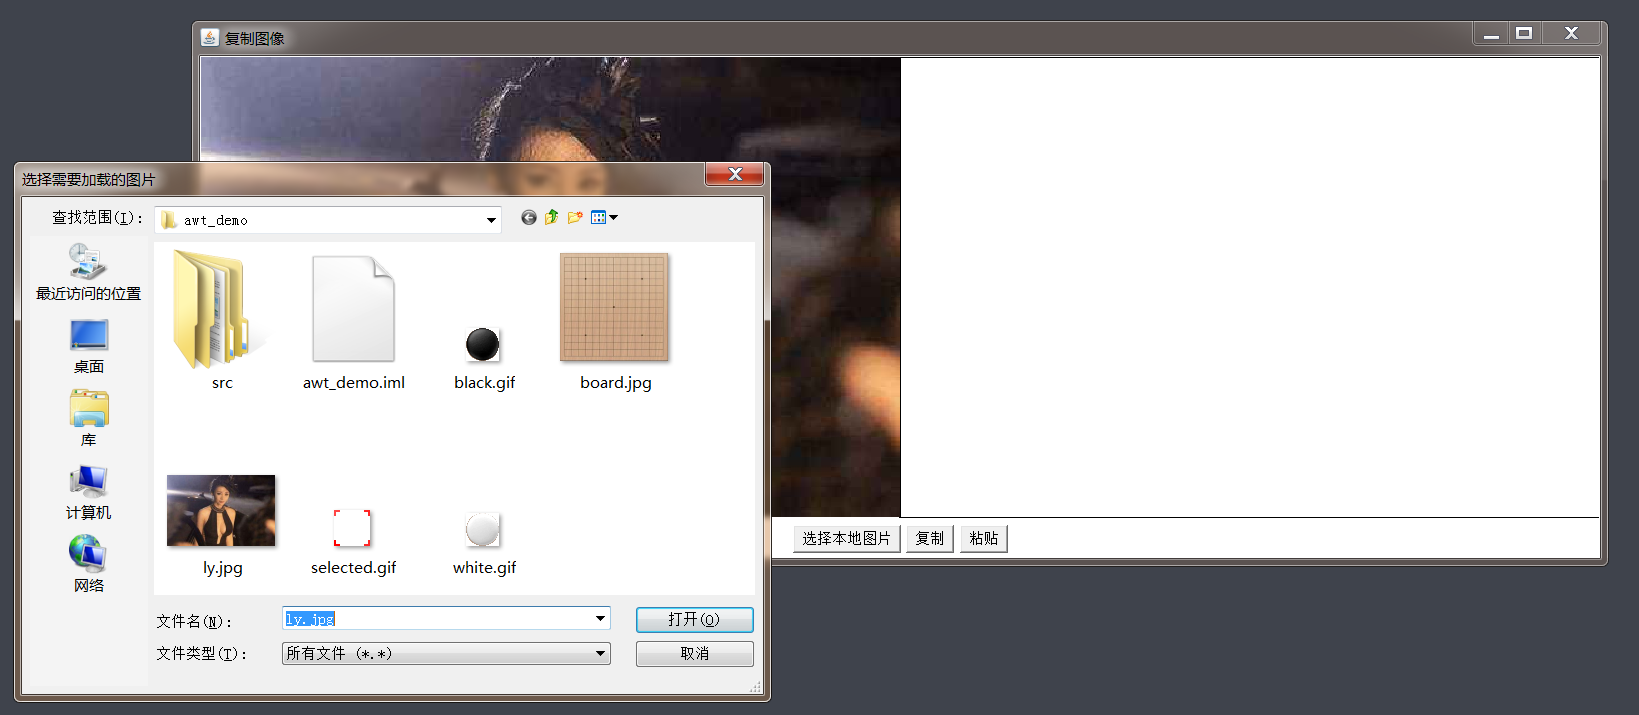 复制图像
选择需要加载的图片
查找范围(I):
awt_demo
最近访问的位置
桌面
库
计算机
网络
src
awt_demo.iml
black.gif
board.jpg
ly.jpg
selected.gif
white.gif
文件名(N):
ly.jpg
打开(O)
文件类型(T):
所有文件 (*.*)
取消
选择本地图片
复制
粘贴